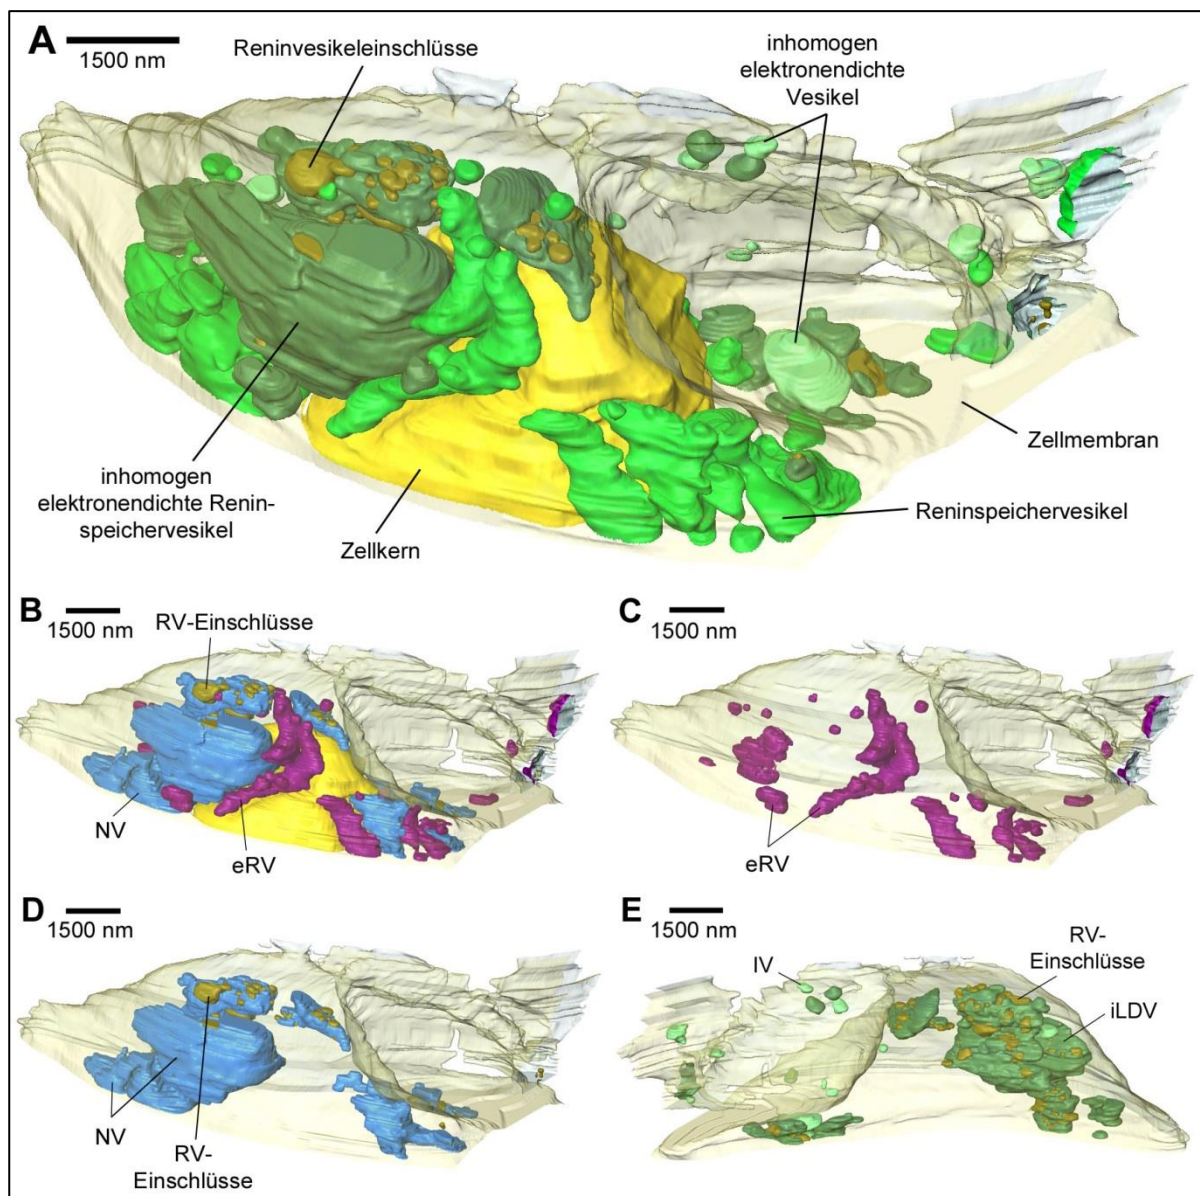 A
1500 nm
Reninvesikeleinschlüsse
inhomogen
elektronendichte
Vesikel
Zellmembran
inhomogen
elektronendichte Renin-
speichervesikel
Zellkern
Reninspeichervesikel
B
1500 nm
RV-Einschlüsse
NV
eRV
C
1500 nm
eRV
D
1500 nm
NV
RV-
Einschlüsse
E
1500 nm
IV
RV-
Einschlüsse
iLDV